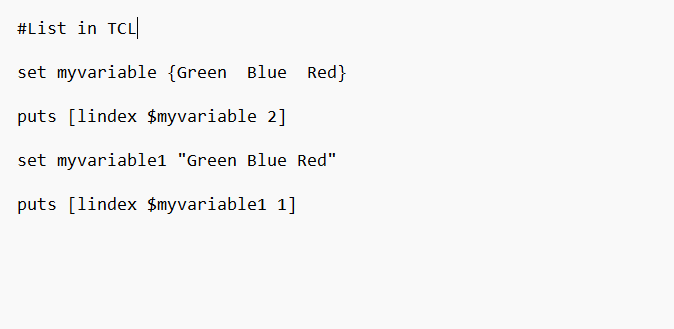 #List in TCL
set myvariable {Green  Blue  Red}
puts [lindex $myvariable 2]
set myvariable1 "Green Blue Red"
puts [lindex $myvariable1 1]